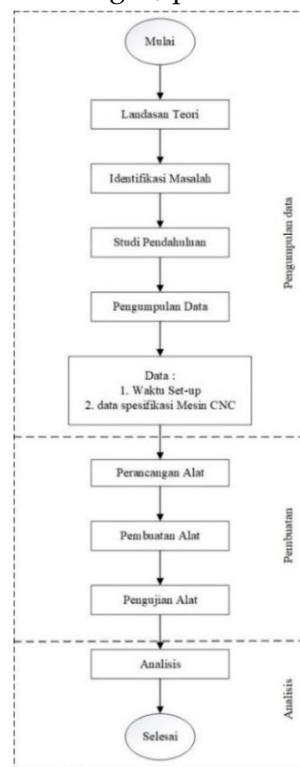 Mulai
Landasan Teori
Identifikasi Masalah
Studi Pendahuluan
Pengumpulan Data
Data :
1. Waktu Set-up
2. data spesifikasi Mesin CNC
Pengumpulan data
Perancangan Alat
Pembuatan Alat
Pengujian Alat
Pembuatan
Analisis
Selesai
Analisis